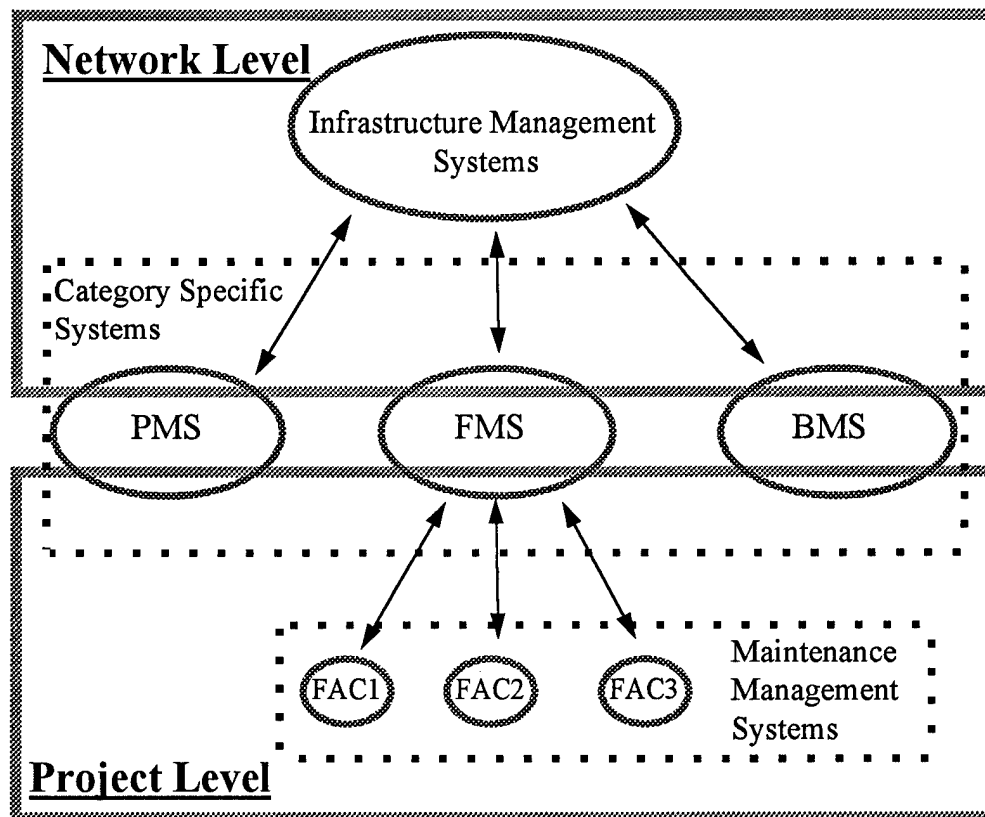 Network Level
Infrastructure Management
Systems
Category Specific
Systems
PMS
FMS
BMS
FAC1
FAC2
FAC3
Maintenance
Management
Systems
Project Level